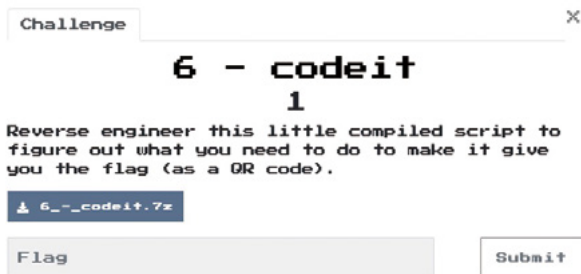 Challenge
×
6 - codeit
1
Reverse engineer this little compiled script to
figure out what you need to do to make it give
you the flag (as a QR code).
6_-_codeit.7z
Flag
Submit